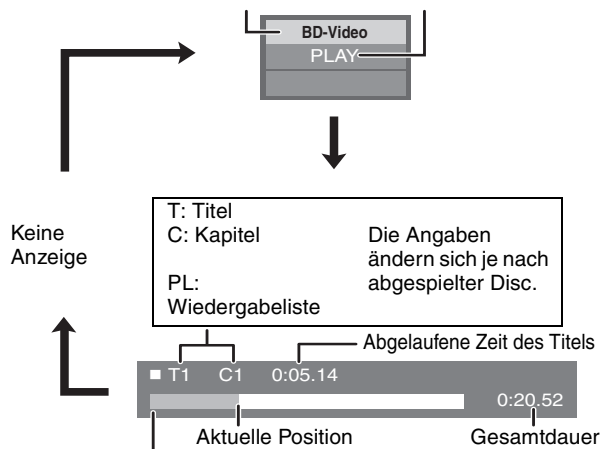 BD-Video
PLAY
Keine
Anzeige
T: Titel
C: Kapitel
PL:
Wiedergabeliste
Die Angaben
ändern sich je nach
abgespielter Disc.
Abgelaufene Zeit des Titels
T1 C1 0:05.14
0:20.52
Aktuelle Position
Gesamtdauer